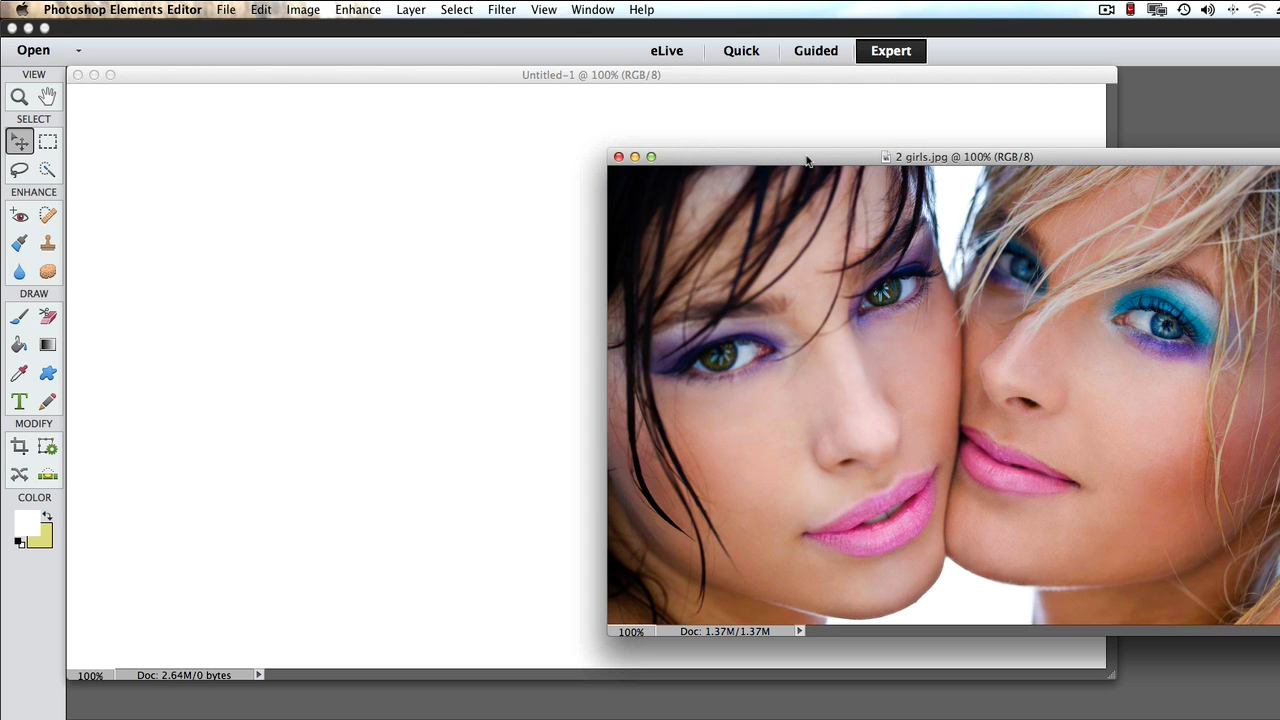 Photoshop Elements Editor File Edit Image Enhance Layer Select Filter View Window Help
Open eLive Quick Guided Expert
VIEW
Untitled-1 @ 100% (RGB/8)
SELECT
2 girls.jpg @ 100% (RGB/8)
ENHANCE
DRAW
T
MODIFY
COLOR
100% Doc: 1.37M/1.37M
100% Doc: 2.64M/0 bytes